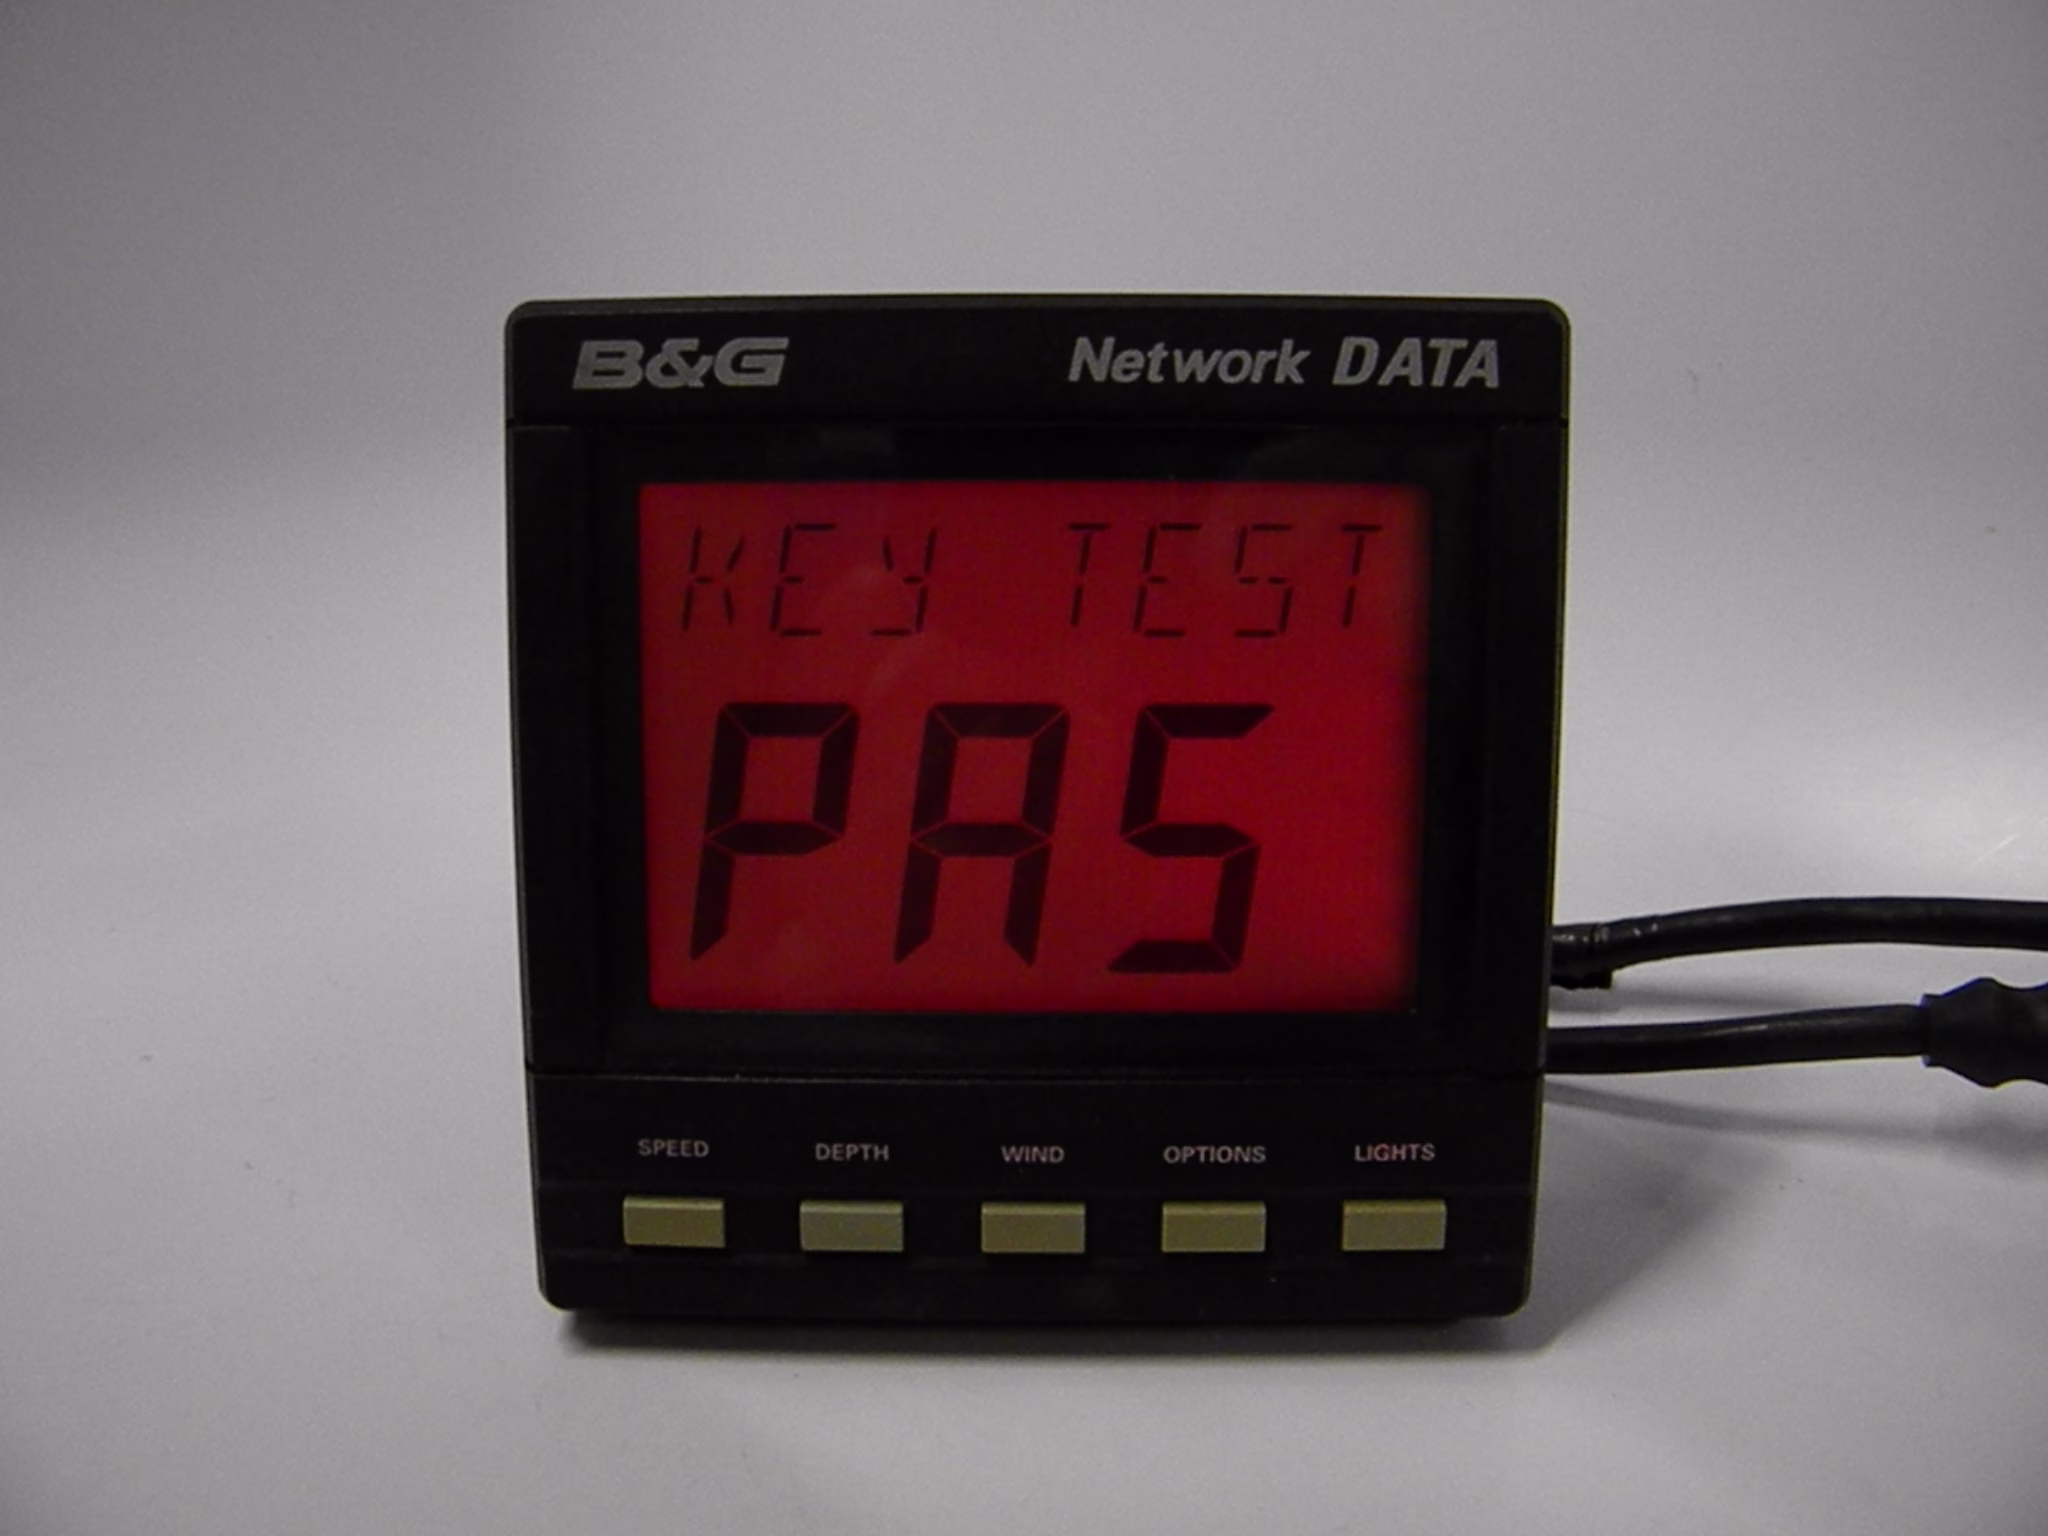 B&G Network DATA
KEY TEST
PAS
SPEED DEPTH WIND OPTIONS LIGHTS